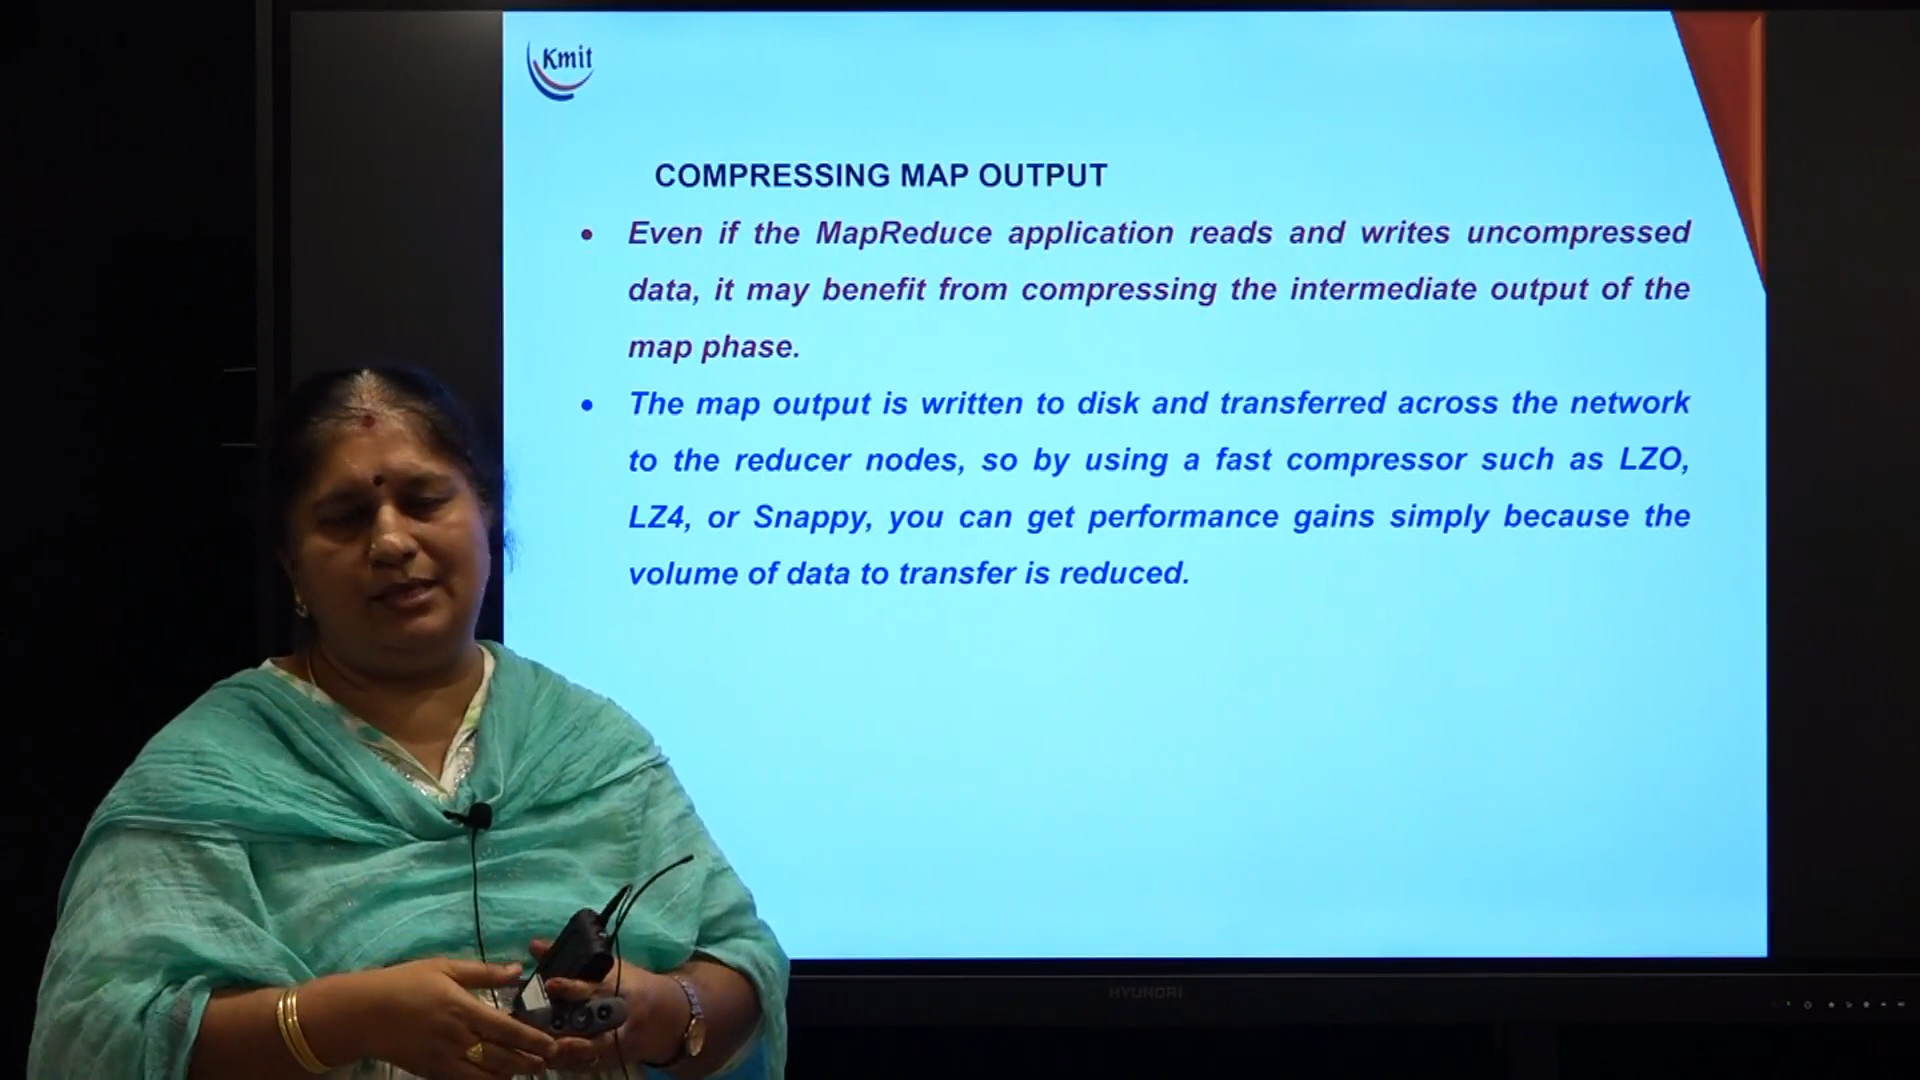 Kmit
COMPRESSING MAP OUTPUT
• Even if the MapReduce application reads and writes uncompressed
data, it may benefit from compressing the intermediate output of the
map phase.
• The map output is written to disk and transferred across the network
to the reducer nodes, so by using a fast compressor such as LZO,
LZ4, or Snappy, you can get performance gains simply because the
volume of data to transfer is reduced.
HYUNDAI